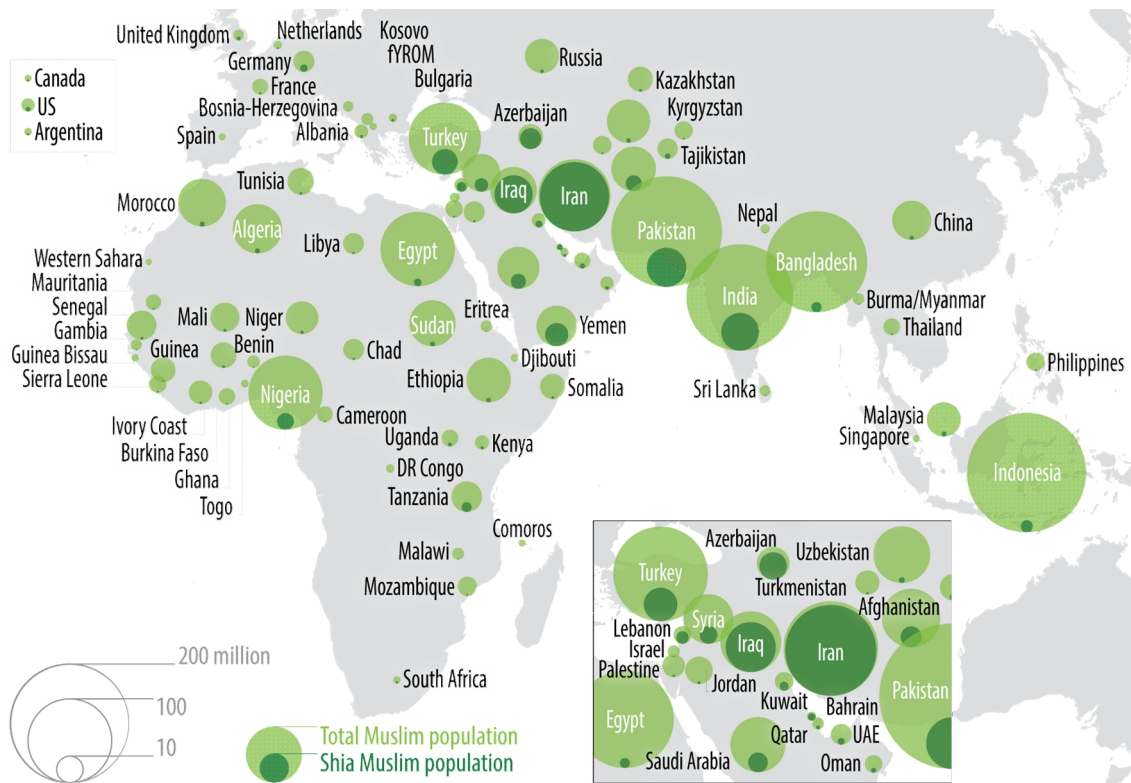 United Kingdom
Netherlands
Germany
France
Kosovo
fYROM
Bulgaria
Bosnia-Herzegovina
Albania
Spain
Canada
US
Argentina
Russia
Kazakhstan
Kyrgyzstan
Azerbaijan
Tajikistan
Turkey
Iraq
Iran
Tunisia
Morocco
Algeria
Libya
Egypt
Pakistan
Nepal
China
Bangladesh
India
Burma/Myanmar
Thailand
Philippines
Western Sahara
Mauritania
Senegal
Gambia
Guinea Bissau
Sierra Leone
Mali
Niger
Guinea
Benin
Nigeria
Chad
Sudan
Eritrea
Yemen
Djibouti
Ethiopia
Somalia
Sri Lanka
Malaysia
Singapore
Indonesia
Ivory Coast
Burkina Faso
Ghana
Togo
Cameroon
Uganda
Kenya
DR Congo
Tanzania
Comoros
Malawi
Mozambique
South Africa
200 million
100
10
Total Muslim population
Shia Muslim population
Azerbaijan
Uzbekistan
Turkey
Turkmenistan
Afghanistan
Syria
Lebanon
Israel
Iraq
Iran
Palestine
Jordan
Kuwait
Bahrain
Pakistan
Egypt
Qatar
UAE
Saudi Arabia
Oman